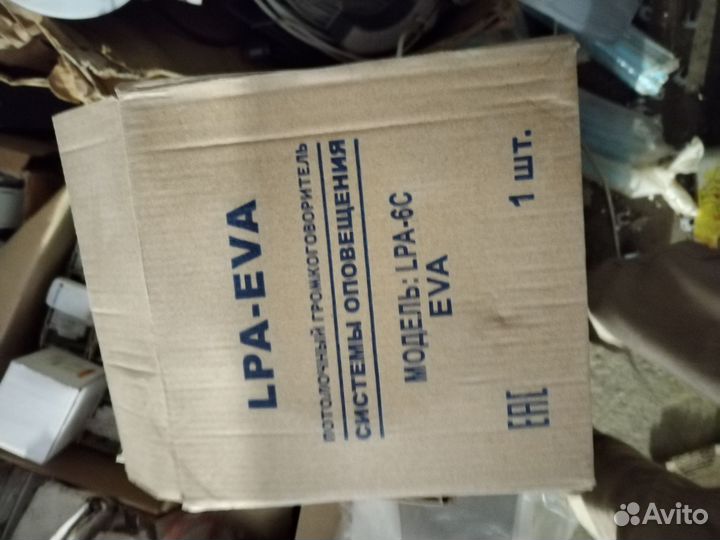 LPA-EVA
ПОТОЛОЧНЫЙ ГРОМКОГОВОРИТЕЛЬ
СИСТЕМЫ ОПОВЕЩЕНИЯ
МОДЕЛЬ: LPA-6C
EVA
EAC
1 ШТ.
Avito